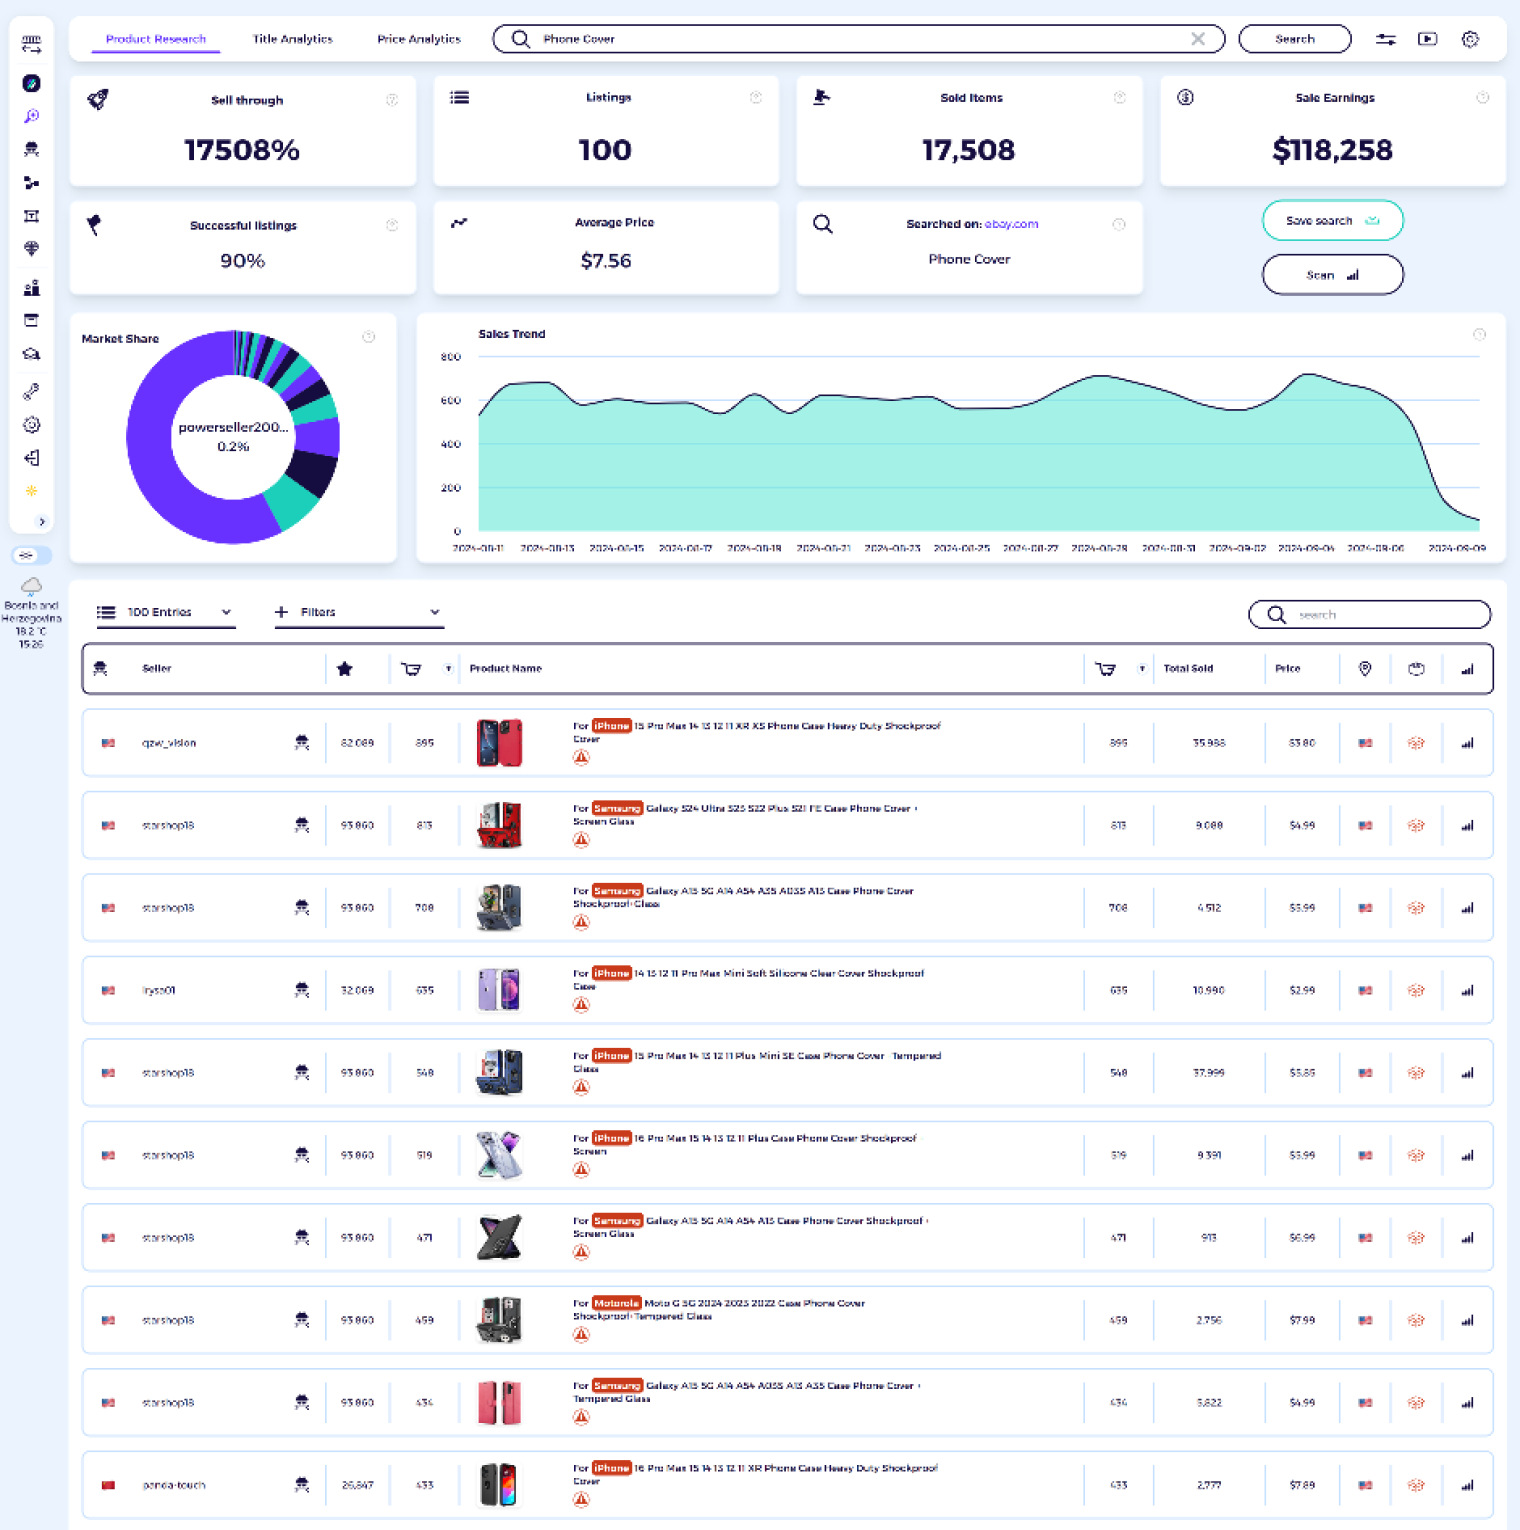 Product Research
Title Analytics
Price Analytics
Phone Cover
Search
Sell through
17508%
Listings
100
Sold Items
17,508
Sale Earnings
$118,258
Successful listings
90%
Average Price
$7.56
Searched on: ebay.com
Phone Cover
Save search
Scan
Market Share
powerseller200...
0.2%
Sales Trend
800
600
400
200
0
2024-08-11 2024-08-13 2024-08-15 2024-08-17 2024-08-19 2024-08-21 2024-08-23 2024-08-25 2024-08-27 2024-08-29 2024-08-31 2024-09-02 2024-09-04 2024-09-06 2024-09-09
Bosnia and
Herzegovina
18.2 °C
15:26
100 Entries
Filters
search
Seller
Product Name
Total Sold
Price
qzw_vision 82,089 895
For iPhone 15 Pro Max 14 13 12 11 XR XS Phone Case Heavy Duty Shockproof
Cover
895 35,988 $3.80
starshop18 93,860 813
For Samsung Galaxy S24 Ultra S23 S22 Plus S21 FE Case Phone Cover +
Screen Glass
813 9,088 $4.99
starshop18 93,860 708
For Samsung Galaxy A15 5G A14 A54 A35 A03S A13 Case Phone Cover
Shockproof+Glass
708 4,512 $5.99
lrysa01 32,069 635
For iPhone 14 13 12 11 Pro Max Mini Soft Silicone Clear Cover Shockproof
Case
635 10,990 $2.99
starshop18 93,860 548
For iPhone 15 Pro Max 14 13 12 11 Plus Mini SE Case Phone Cover Tempered
Glass
548 37,999 $5.85
starshop18 93,860 519
For iPhone 16 Pro Max 15 14 13 12 11 Plus Case Phone Cover Shockproof
Screen
519 9,391 $5.99
starshop18 93,860 471
For Samsung Galaxy A15 5G A14 A54 A13 Case Phone Cover Shockproof +
Screen Glass
471 913 $6.99
starshop18 93,860 459
For Motorola Moto G 5G 2024 2023 2022 Case Phone Cover
Shockproof+Tempered Glass
459 2,756 $7.99
starshop18 93,860 434
For Samsung Galaxy A15 5G A14 A54 A03S A13 A35 Case Phone Cover +
Tempered Glass
434 5,822 $4.99
panda-touch 26,847 433
For iPhone 16 Pro Max 15 14 13 12 11 XR Phone Case Heavy Duty Shockproof
Cover
433 2,777 $7.89